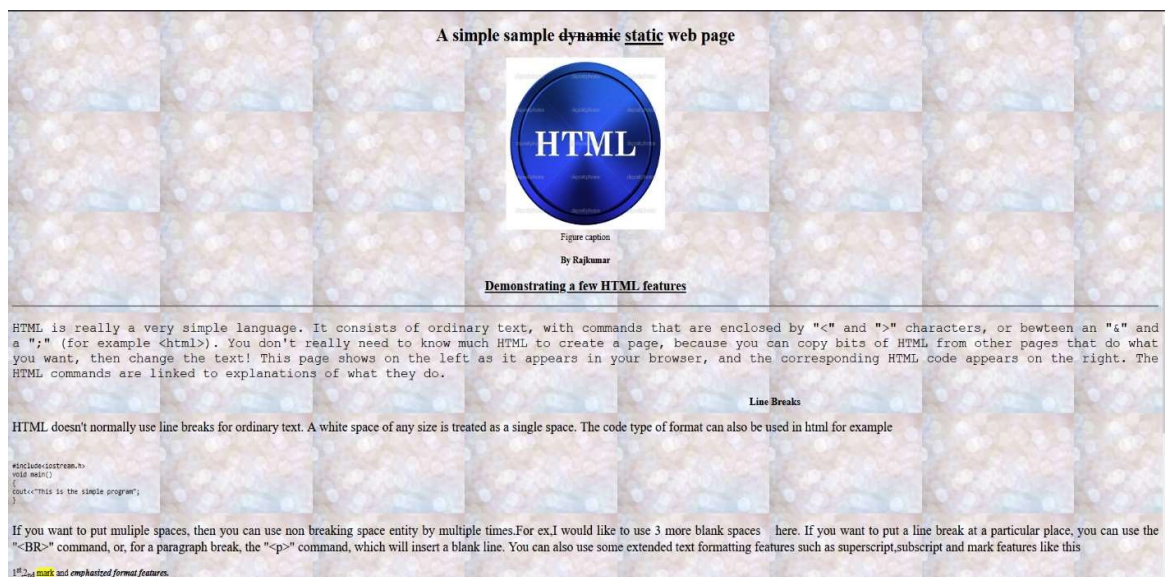 A simple sample dynamic static web page
HTML
Figure caption
By Rajkumar
Demonstrating a few HTML features
HTML is really a very simple language. It consists of ordinary text, with commands that are enclosed by "<" and ">" characters, or bewteen an "&" and
a ";" (for example <html>). You don't really need to know much HTML to create a page, because you can copy bits of HTML from other pages that do what
you want, then change the text! This page shows on the left as it appears in your browser, and the corresponding HTML code appears on the right. The
HTML commands are linked to explanations of what they do.
Line Breaks
HTML doesn't normally use line breaks for ordinary text. A white space of any size is treated as a single space. The code type of format can also be used in html for example
#include<iostream.h>
void main()
{
cout<<"This is the simple program";
}
If you want to put muliple spaces, then you can use non breaking space entity by multiple times.For ex,I would like to use 3 more blank spaces    here. If you want to put a line break at a particular place, you can use the
"<BR>" command, or, for a paragraph break, the "<p>" command, which will insert a blank line. You can also use some extended text formatting features such as superscript,subscript and mark features like this
1st,2nd mark and emphasized format features.